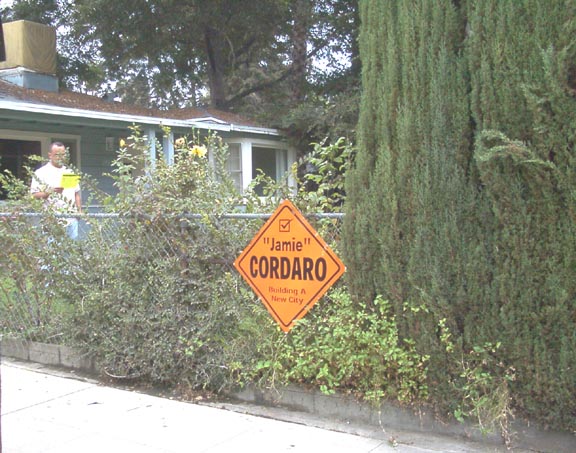 "Jamie"
CORDARO
Building A
New City